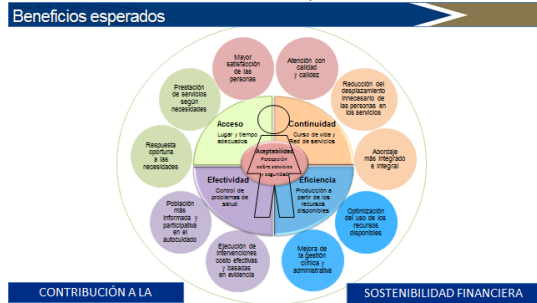 Beneficios esperados
Mayor
satisfacción
de las
personas
Atención con
calidad
y calidez
Prestación
de servicios
según
necesidades
Reducción del
desplazamiento
innecesario de
las personas en
los servicios
Acceso
Lugar y tiempo
adecuados
Continuidad
Curso de vida y
Red de servicios
Respuesta
oportuna
a las
necesidades
Aceptabilidad
Percepción
sobre servicios
y seguridad
Abordaje
más integrado
e integral
Efectividad
Control de
problemas de
salud
Eficiencia
Producción a
partir de los
recursos
disponibles
Población
más
informada y
participativa
en el
autocuidado
Optimización
del uso de los
recursos
disponibles
Ejecución de
intervenciones
costo efectivas
y basadas
en evidencia
Mejora de
la gestión
clínica y
administrativa
CONTRIBUCIÓN A LA
SOSTENIBILIDAD FINANCIERA